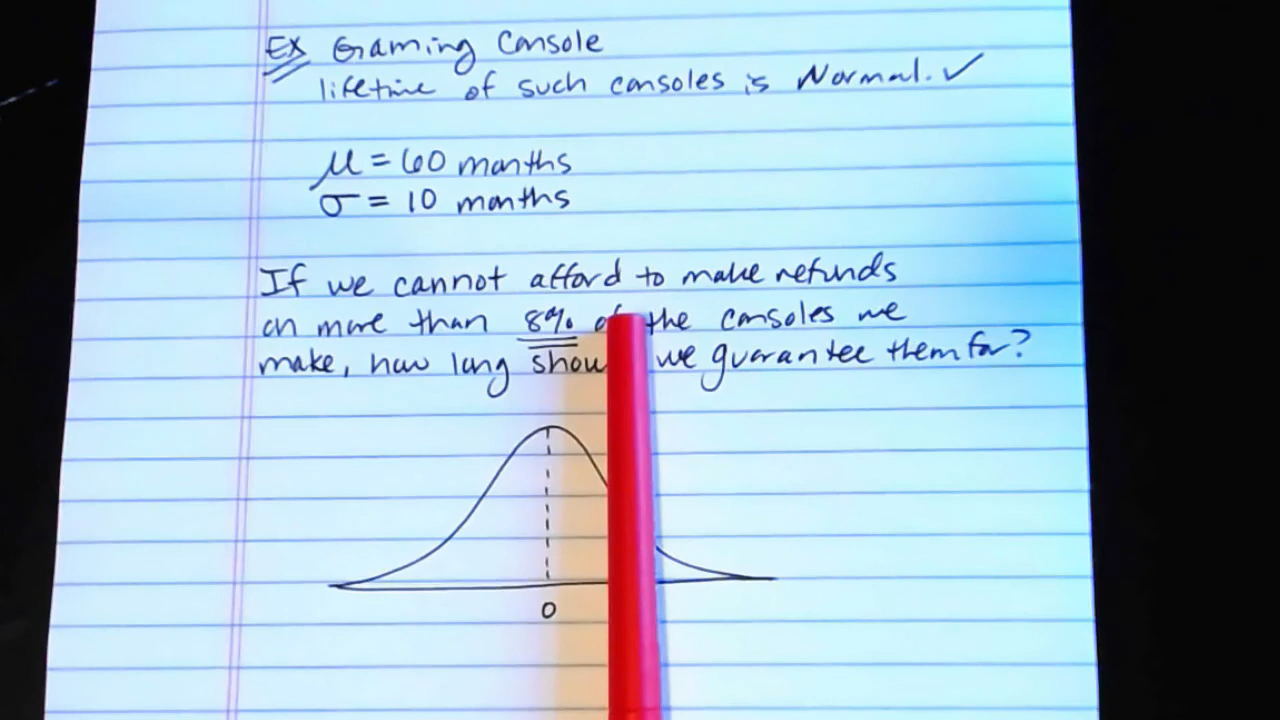 Ex Gaming Console
lifetime of such consoles is Normal. ✓
μ = 60 months
σ = 10 months
If we cannot afford to make refunds
on more than 8% the consoles we
make, how long we guarantee them for?
0